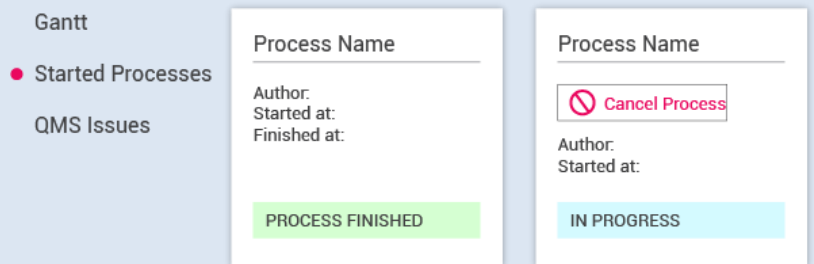 Gantt
Started Processes
QMS Issues
Process Name
Author:
Started at:
Finished at:
PROCESS FINISHED
Process Name
Cancel Process
Author:
Started at:
IN PROGRESS